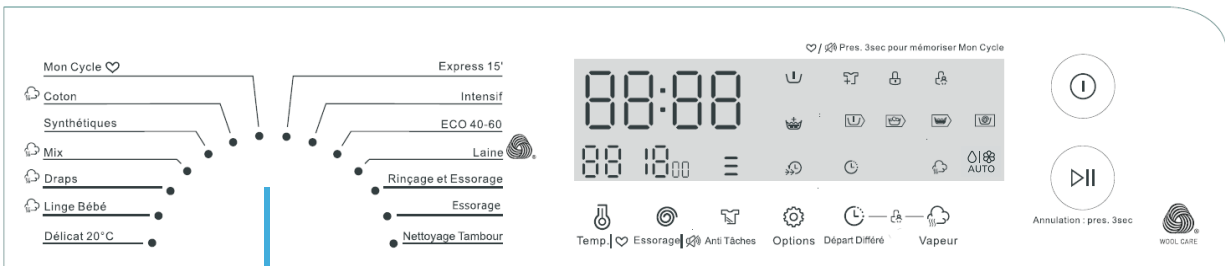 ♡ / Pres. 3sec pour mémoriser Mon Cycle
Mon Cycle ♡
Coton
Synthétiques
Mix
Draps
Linge Bébé
Délicat 20°C
Express 15'
Intensif
ECO 40-60
Laine
Rinçage et Essorage
Essorage
Nettoyage Tambour
88:88
88 18 00
AUTO
Temp. | ♡ Essorage | Anti Tâches Options Départ Différé Vapeur
Annulation : pres. 3sec
WOOL CARE